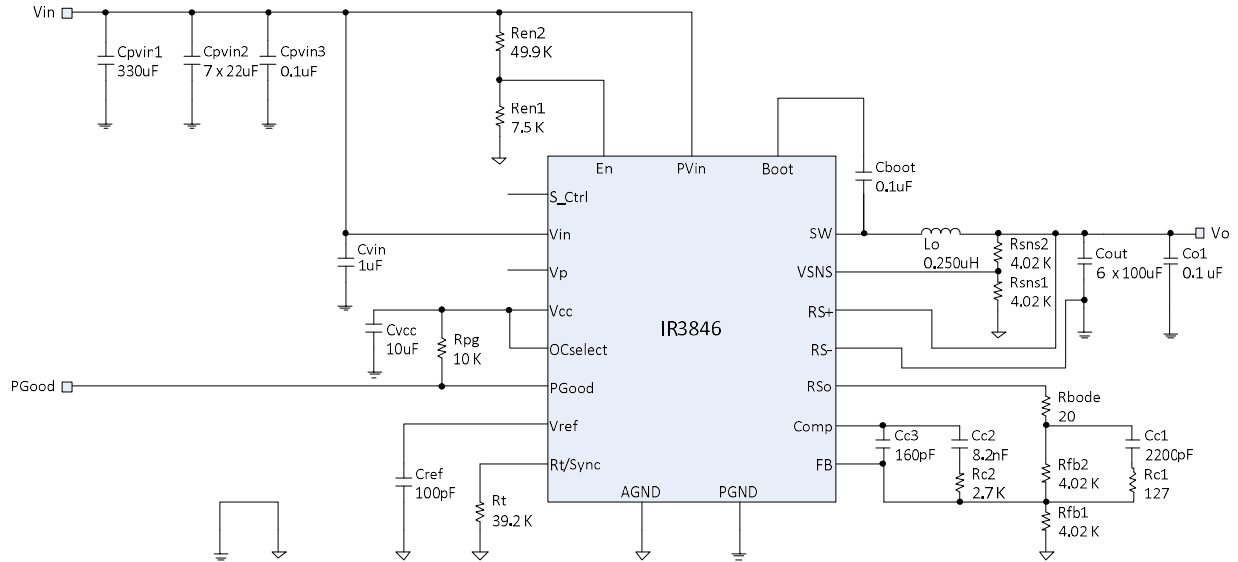 Vin
Cpvin1
330uF
Cpvin2
7 x 22uF
Cpvin3
0.1uF
Ren2
49.9 K
Ren1
7.5 K
En
PVin
Boot
Cboot
0.1uF
S_Ctrl
Vin
Cvin
1uF
Vp
Vcc
Cvcc
10uF
Rpg
10 K
OCselect
IR3846
PGood
PGood
Vref
Cref
100pF
Rt/Sync
Rt
39.2 K
AGND
PGND
SW
Lo
0.250uH
Rsns2
4.02 K
Rsns1
4.02 K
Cout
6 x 100uF
Vo
Co1
0.1 uF
VSNS
RS+
RS-
RSo
Rbode
20
Comp
Cc3
160pF
Cc2
8.2nF
Cc1
2200pF
FB
Rc2
2.7 K
Rfb2
4.02 K
Rc1
127
Rfb1
4.02 K